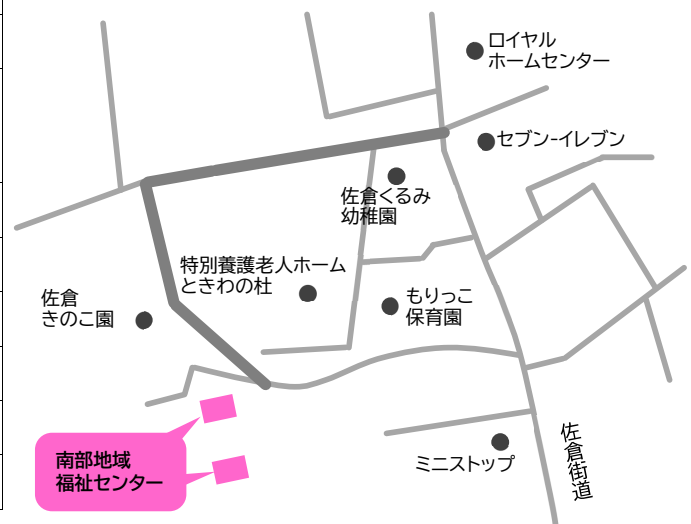 ロイヤル
ホームセンター
セブン-イレブン
佐倉くるみ
幼稚園
特別養護老人ホーム
ときわの杜
佐倉
きのこ園
もりっこ
保育園
南部地域
福祉センター
ミニストップ
佐倉街道